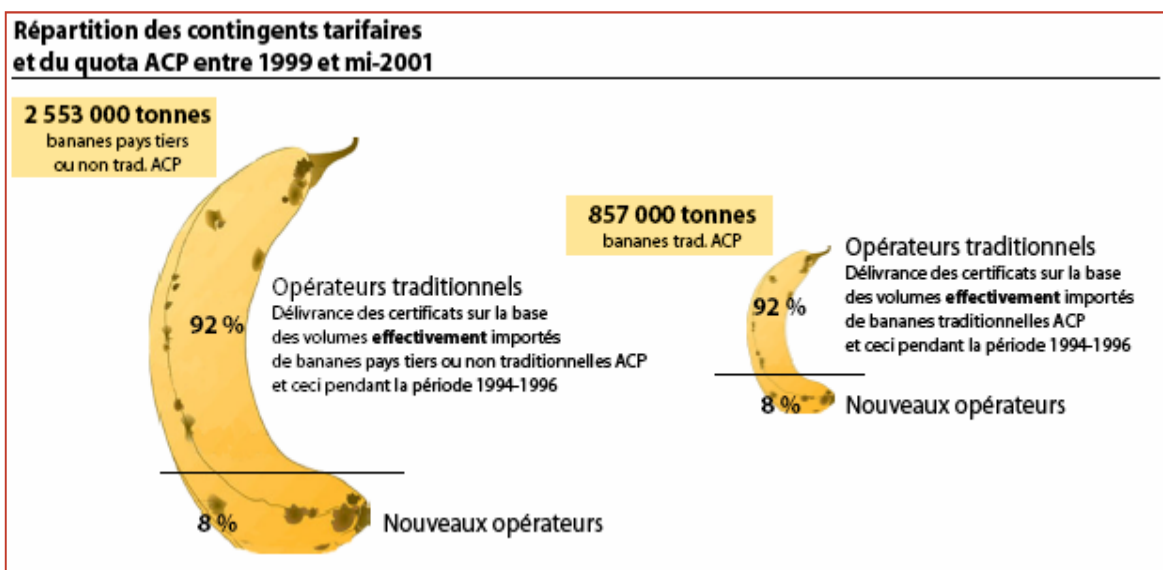 Répartition des contingents tarifaires
et du quota ACP entre 1999 et mi-2001
2 553 000 tonnes
bananes pays tiers
ou non trad. ACP
92 %
Opérateurs traditionnels
Délivrance des certificats sur la base
des volumes effectivement importés
de bananes pays tiers ou non traditionnelles ACP
et ceci pendant la période 1994-1996
8 %
Nouveaux opérateurs
857 000 tonnes
bananes trad. ACP
92 %
Opérateurs traditionnels
Délivrance des certificats sur la base
des volumes effectivement importés
de bananes traditionnelles ACP
et ceci pendant la période 1994-1996
8 %
Nouveaux opérateurs